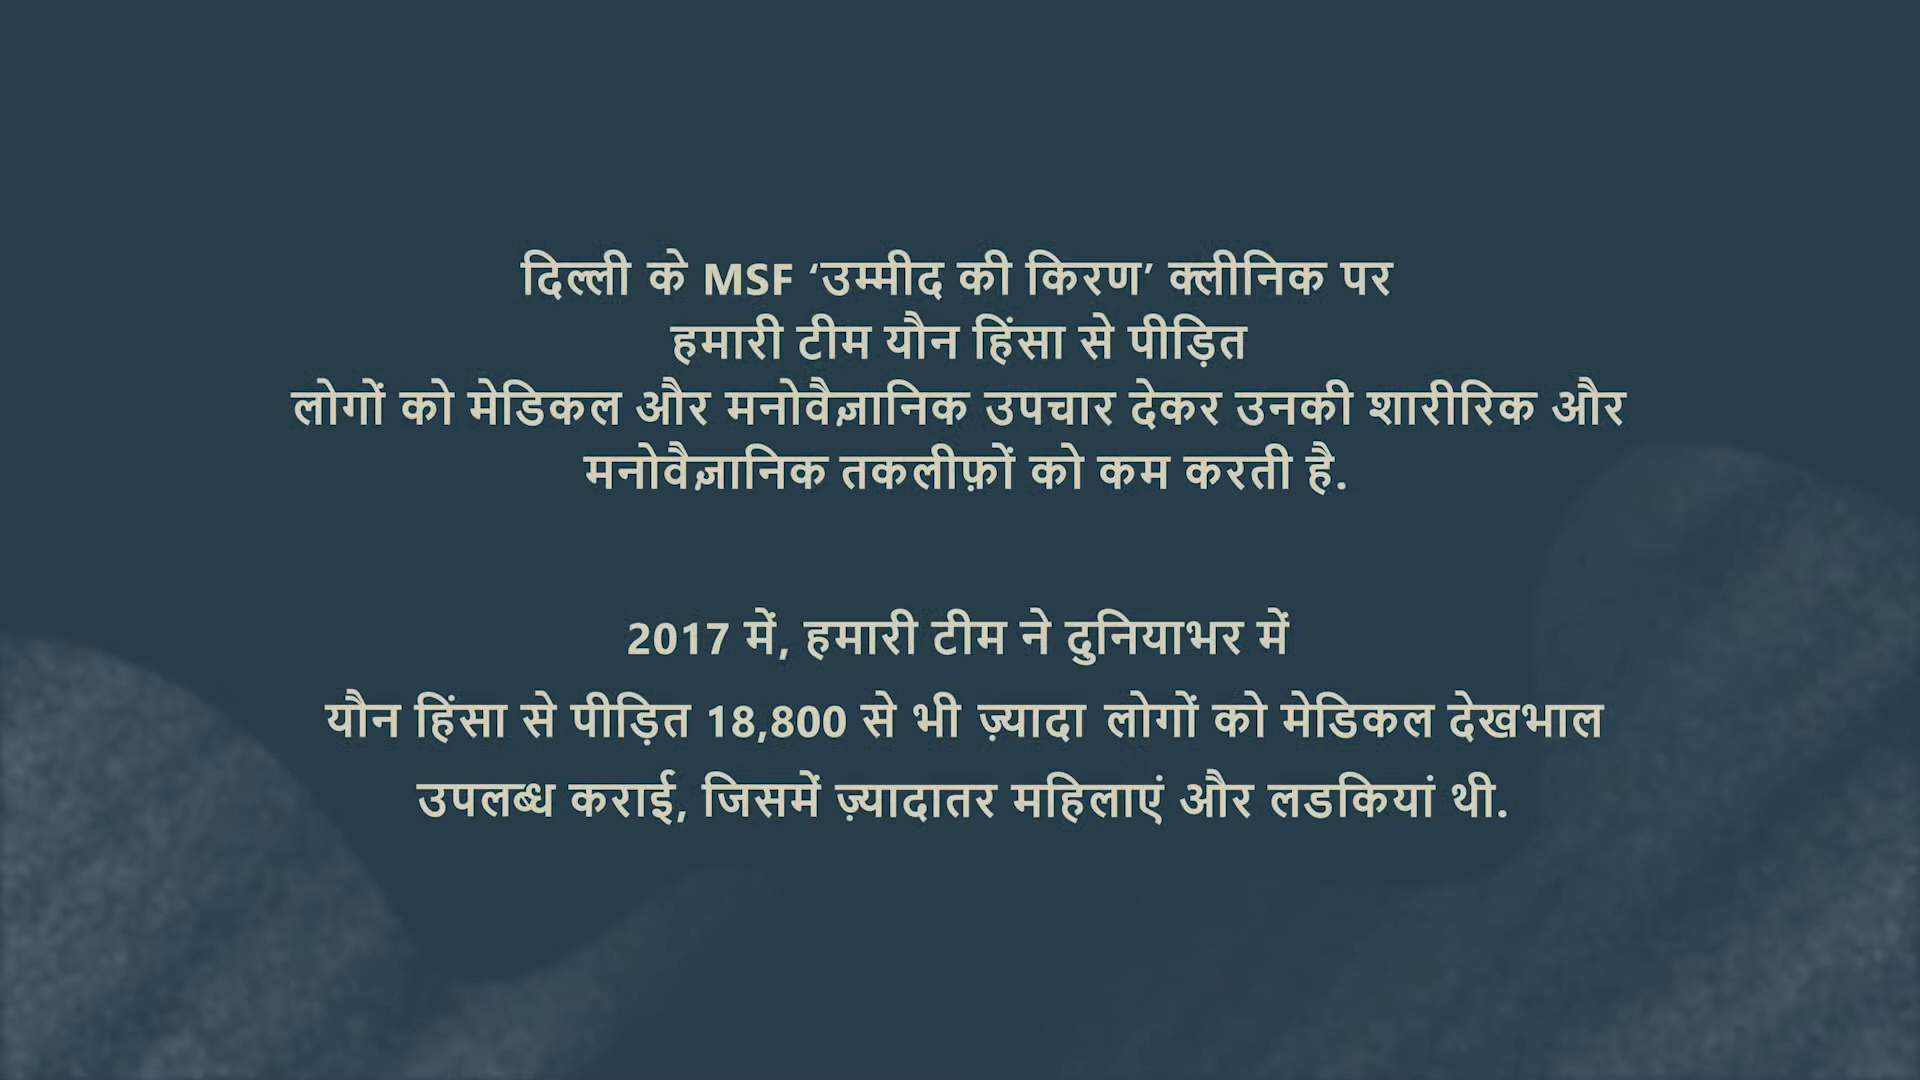 दिल्ली के MSF ‘उम्मीद की किरण’ क्लीनिक पर
हमारी टीम यौन हिंसा से पीड़ित
लोगों को मेडिकल और मनोवैज़ानिक उपचार देकर उनकी शारीरिक और
मनोवैज़ानिक तकलीफ़ों को कम करती है.
2017 में, हमारी टीम ने दुनियाभर में
यौन हिंसा से पीड़ित 18,800 से भी ज़्यादा लोगों को मेडिकल देखभाल
उपलब्ध कराई, जिसमें ज़्यादातर महिलाएं और लडकियां थी.